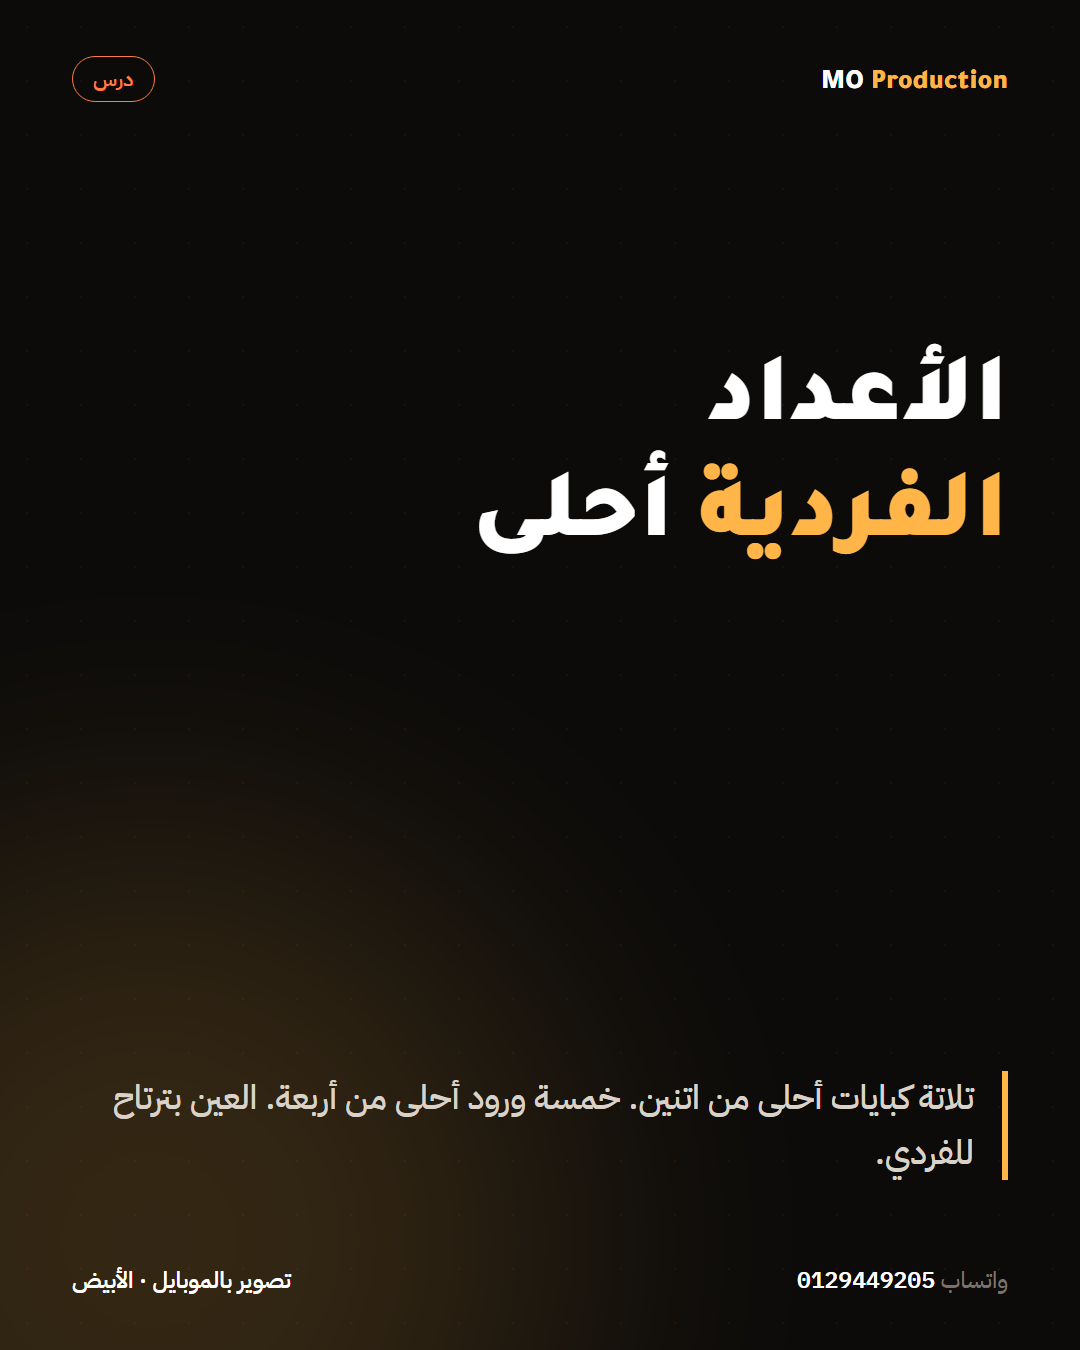 MO Production
درس
الأعداد
الفردية أحلى
تلاتة كبايات أحلى من اتنين. خمسة ورود أحلى من أربعة. العين بترتاح
للفردي.
واتساب 0129449205
تصوير بالموبايل · الأبيض